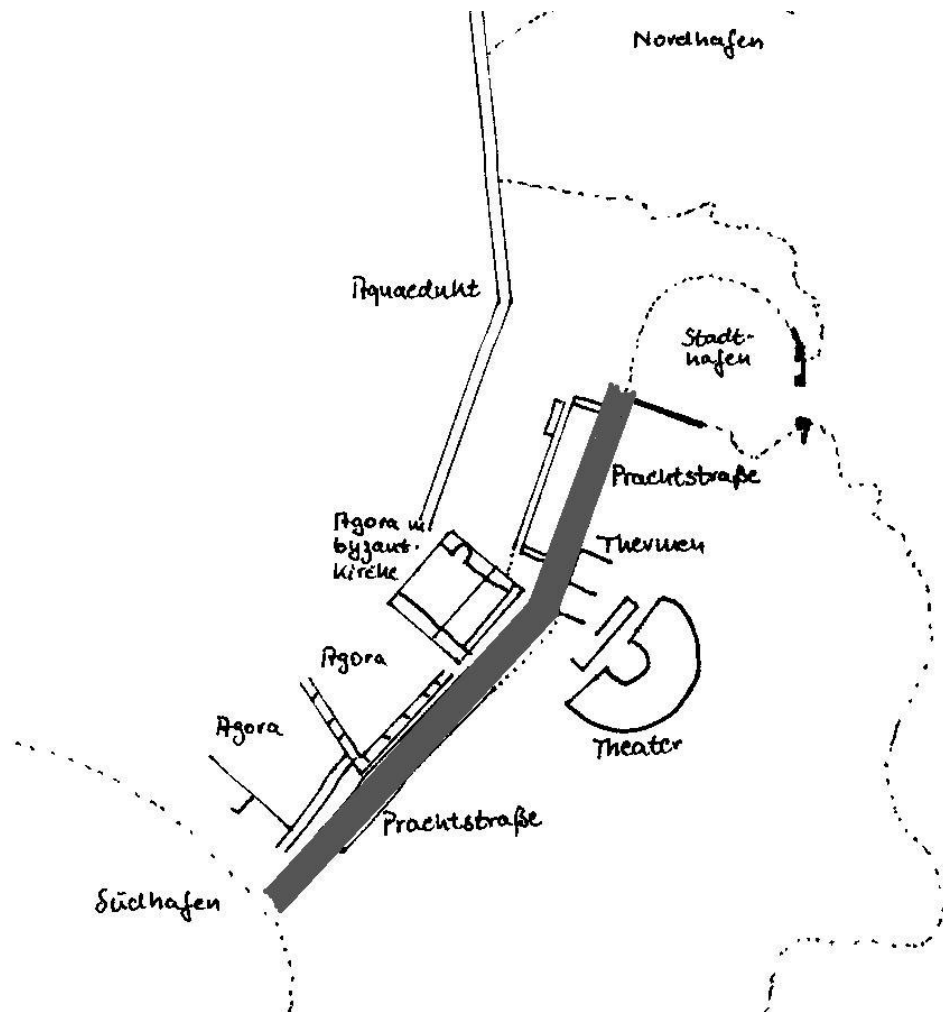 Nordhafen
Aquaedukt
Stadt-
hafen
Prachtstraße
Agora m
byzant.
Kirche
Thermen
Agora
Agora
Theater
Prachtstraße
Südhafen